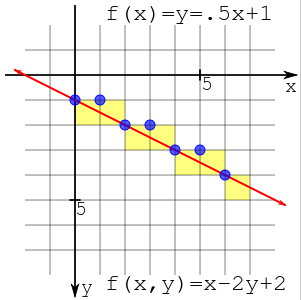 f(x)=y=.5x+1
5
x
5
y
f(x,y)=x-2y+2